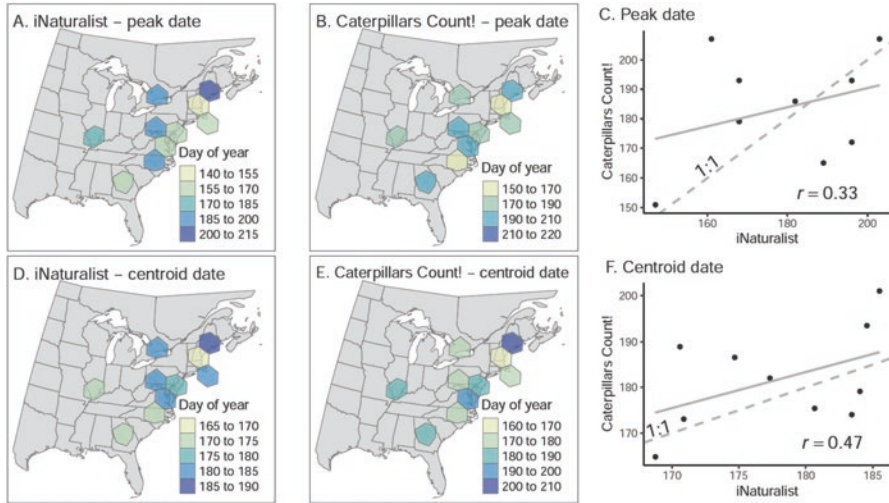 A. iNaturalist – peak date
Day of year
140 to 155
155 to 170
170 to 185
185 to 200
200 to 215
B. Caterpillars Count! – peak date
Day of year
150 to 170
170 to 190
190 to 210
210 to 220
C. Peak date
Caterpillars Count!
200
190
180
170
160
150
1:1
r = 0.33
160
180
200
iNaturalist
D. iNaturalist – centroid date
Day of year
165 to 170
170 to 175
175 to 180
180 to 185
185 to 190
E. Caterpillars Count! – centroid date
Day of year
160 to 170
170 to 180
180 to 190
190 to 200
200 to 210
F. Centroid date
Caterpillars Count!
200
190
180
170
1:1
r = 0.47
170
175
180
185
iNaturalist